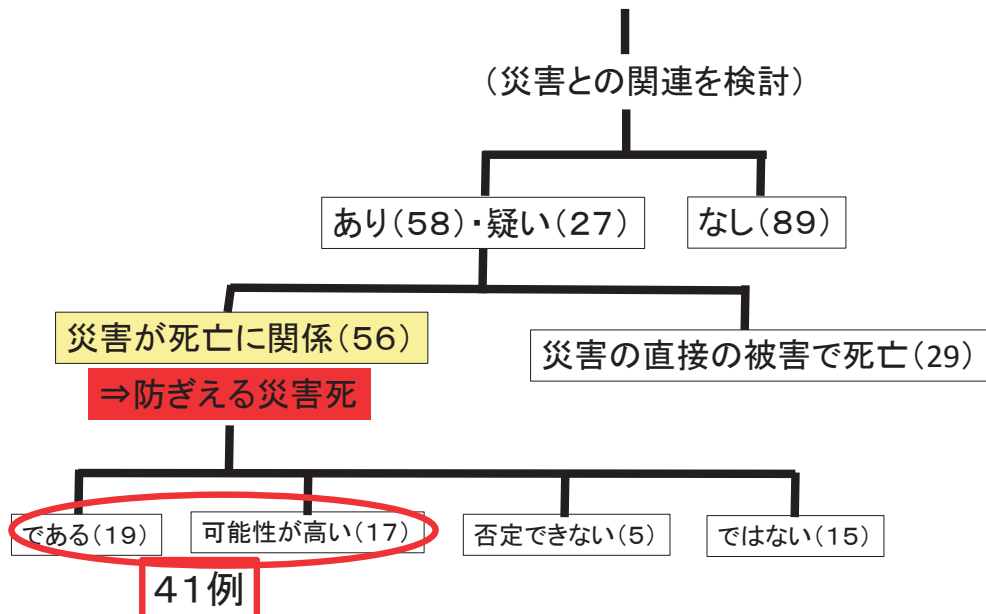 （災害との関連を検討）
あり（58）・疑い（27）
なし（89）
災害が死亡に関係（56）
災害の直接の被害で死亡（29）
⇒防ぎえる災害死
である（19）
可能性が高い（17）
否定できない（5）
ではない（15）
41例